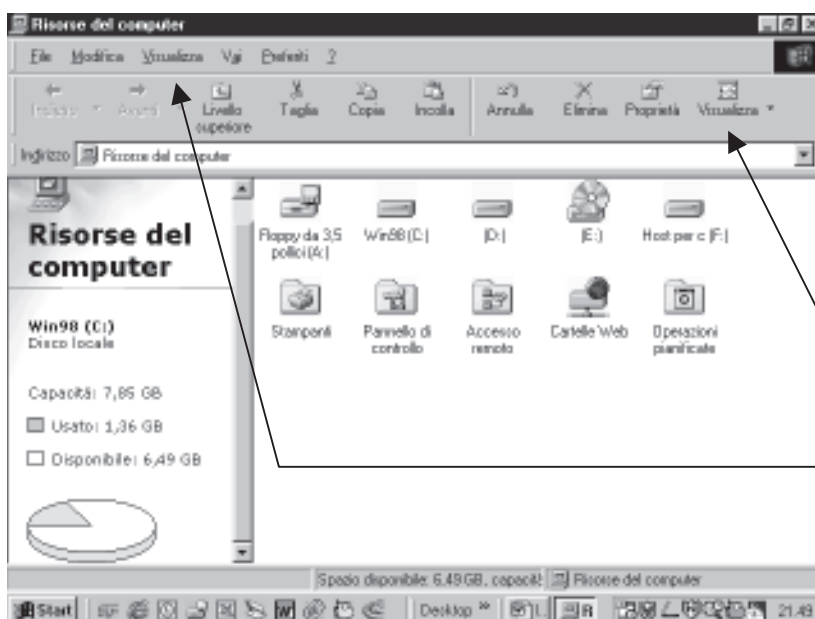 Risorse del computer
File Modifica Visualizza Vai Preferiti ?
Indietro Avanti Livello superiore Taglia Copia Incolla Annulla Elimina Proprietà Visualizza
Indirizzo Risorse del computer
Risorse del
computer
Win98 (C:)
Disco locale
Capacità: 7,85 GB
Usato: 1,36 GB
Disponibile: 6,49 GB
Floppy da 3,5
pollici (A:)
Win98 (C:)
(D:)
(E:)
Host per c (F:)
Stampanti
Pannello di
controllo
Accesso
remoto
Cartelle Web
Operazioni
pianificate
Spazio disponibile: 6,49 GB, capacit Risorse del computer
Start Desktop » R 21.49